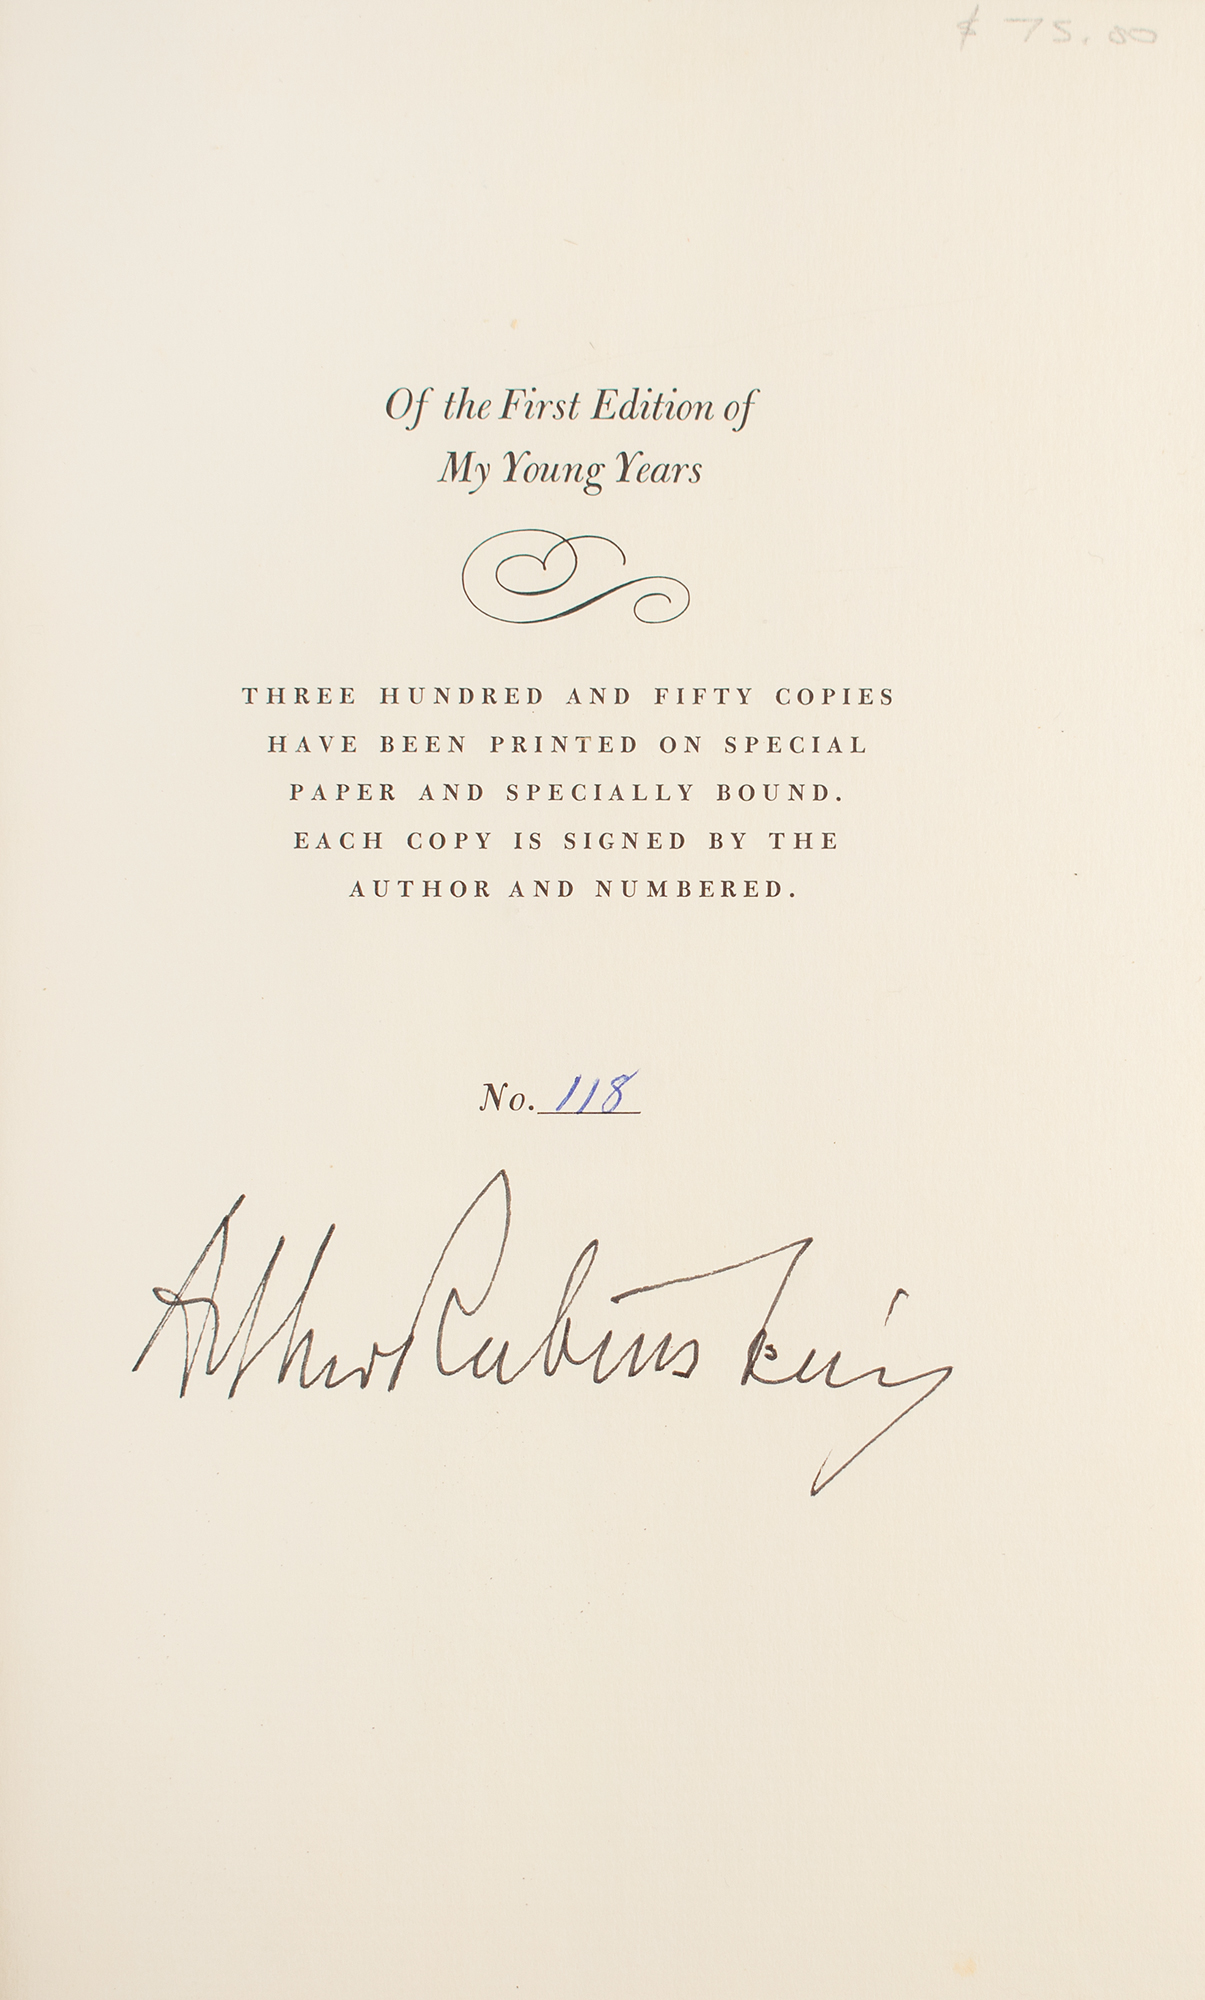 $ 75.00
Of the First Edition of
My Young Years
THREE HUNDRED AND FIFTY COPIES
HAVE BEEN PRINTED ON SPECIAL
PAPER AND SPECIALLY BOUND.
EACH COPY IS SIGNED BY THE
AUTHOR AND NUMBERED.
No. 118
Arthur Rubinstein